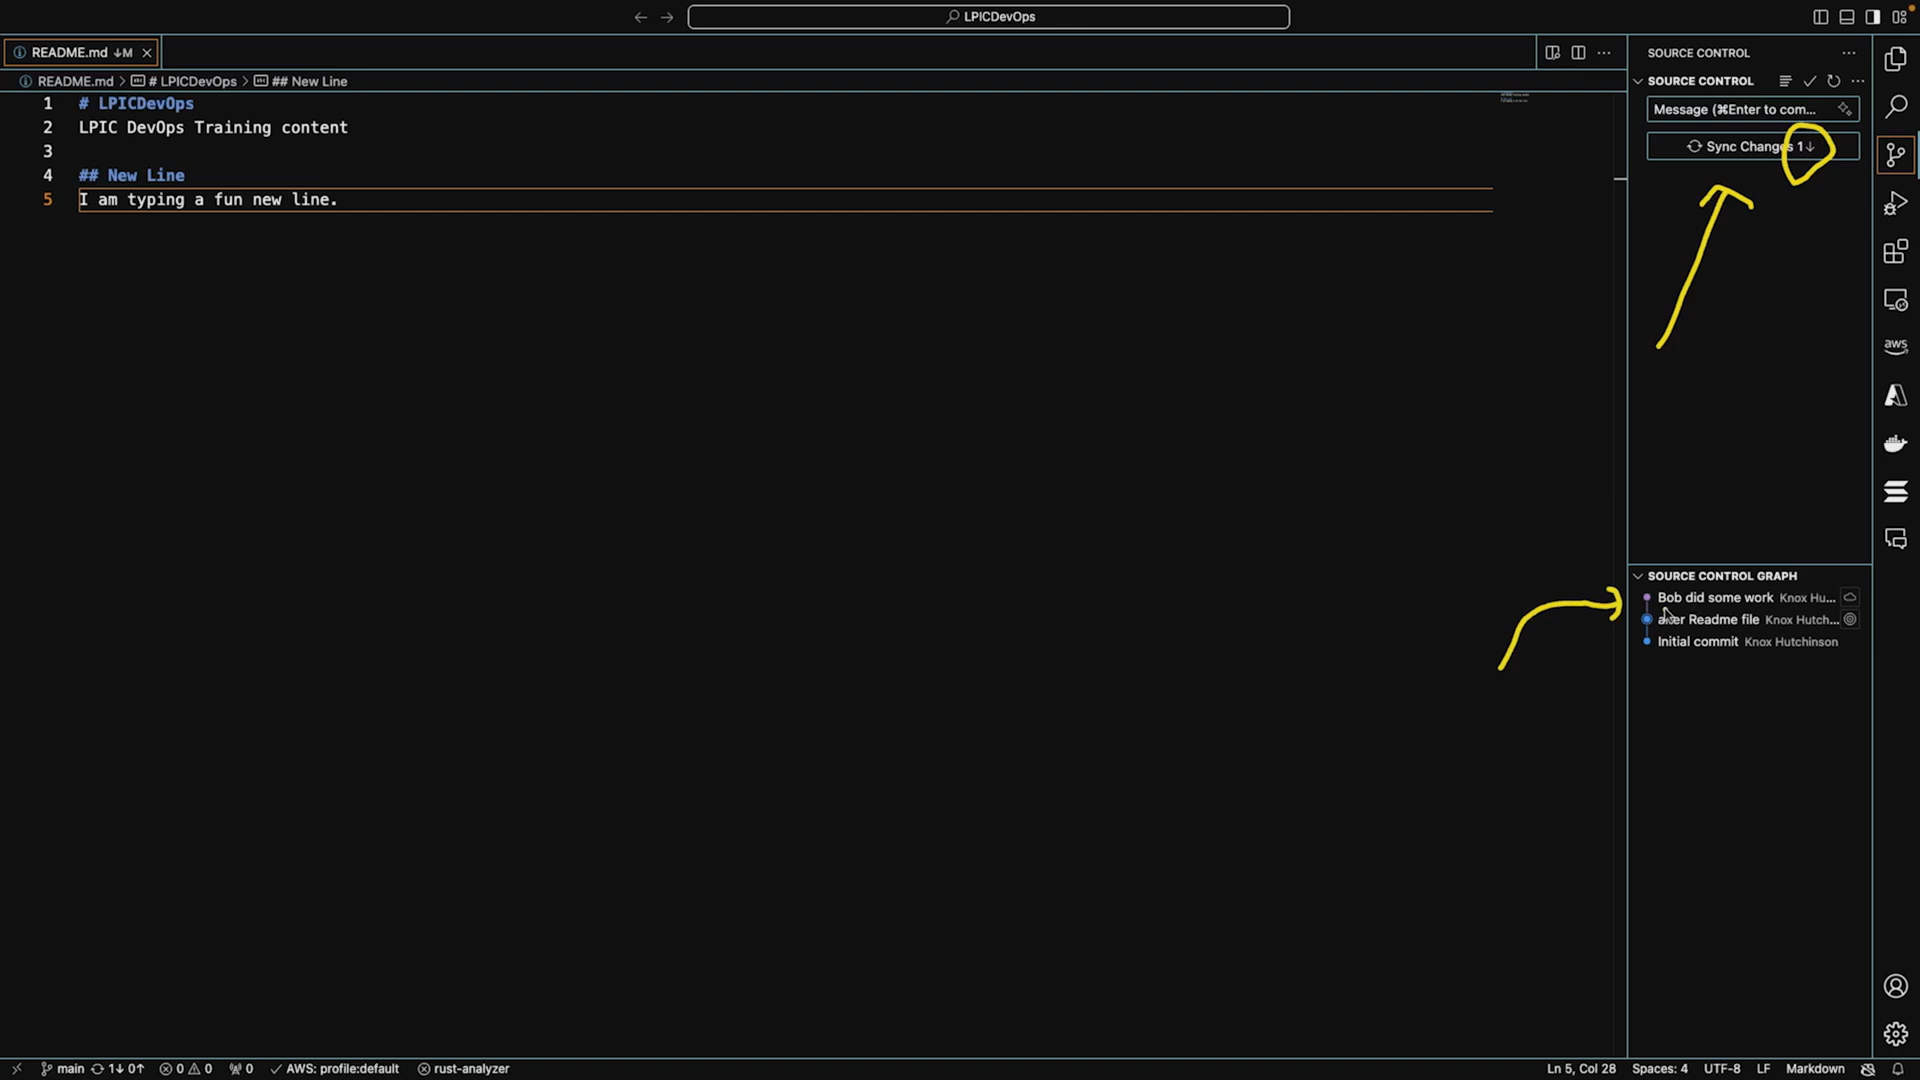 LPICDevOps
README.md ↓M
README.md > # LPICDevOps > ## New Line
1 # LPICDevOps
2 LPIC DevOps Training content
3
4 ## New Line
5 I am typing a fun new line.
SOURCE CONTROL
SOURCE CONTROL
Message (⌘Enter to com...
Sync Changes 1↓
aws
SOURCE CONTROL GRAPH
Bob did some work Knox Hu...
Readme file Knox Hutch...
Initial commit Knox Hutchinson
main 1↓ 0↑ 0 0 0 AWS: profile:default rust-analyzer
Ln 5, Col 28 Spaces: 4 UTF-8 LF Markdown